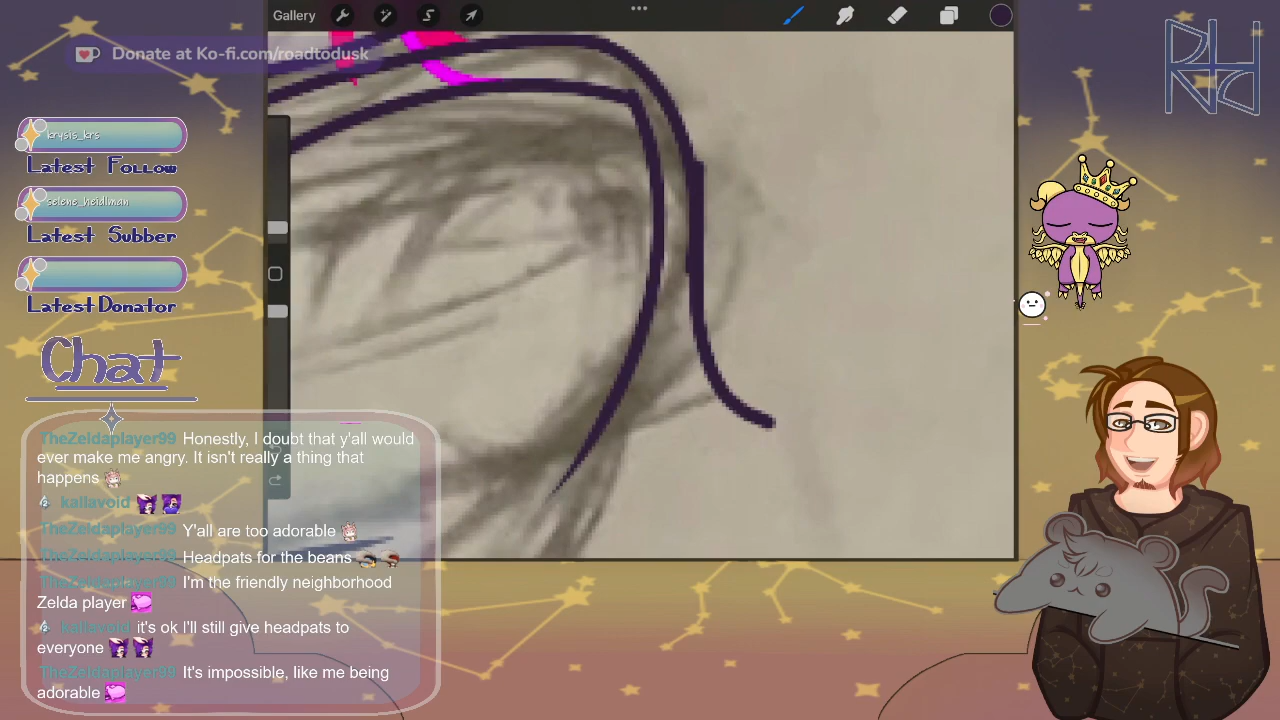 Gallery
Donate at Ko-fi.com/roadtodusk
krysis_krs
Latest Follow
selene_heidlman
Latest Subber
Latest Donator
Chat
TheZeldaplayer99 Honestly, I doubt that y'all would
ever make me angry. It isn't really a thing that
happens
kallavoid
TheZeldaplayer99 Y'all are too adorable
TheZeldaplayer99 Headpats for the beans
TheZeldaplayer99 I'm the friendly neighborhood
Zelda player
kallavoid it's ok I'll still give headpats to
everyone
TheZeldaplayer99 It's impossible, like me being
adorable